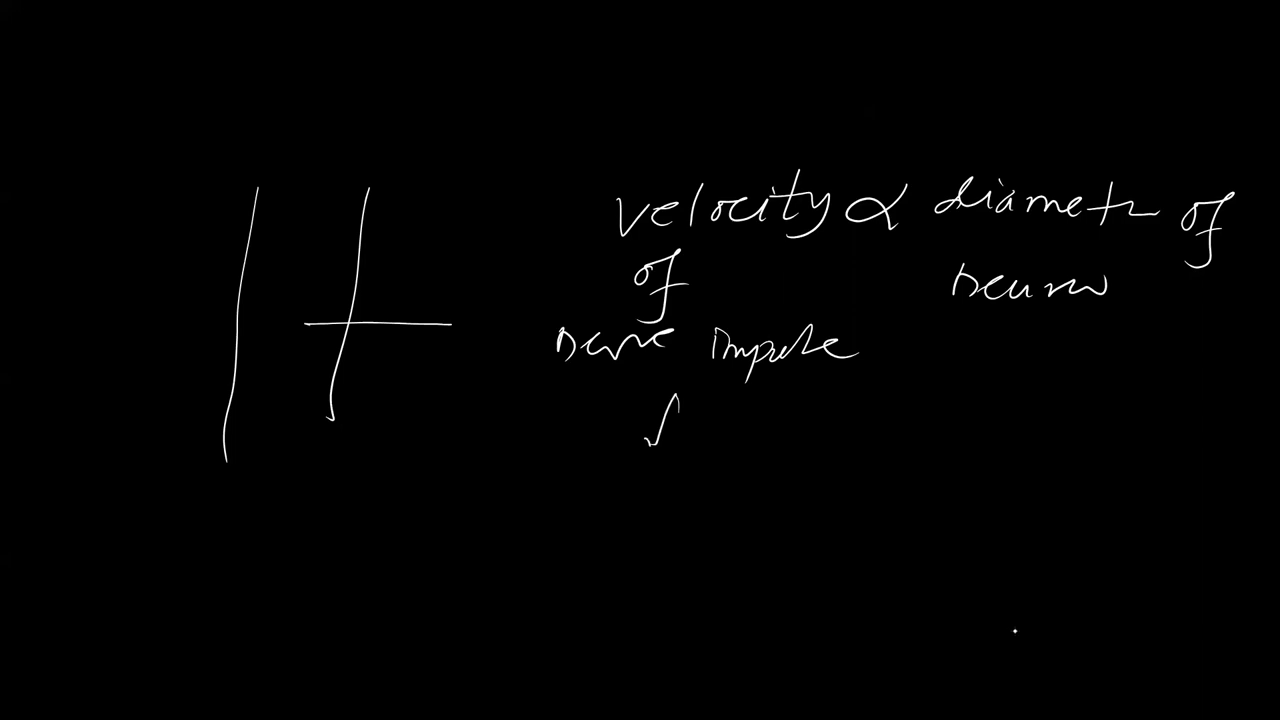 velocity ∝ diameter of
of neuron
nerve impulse